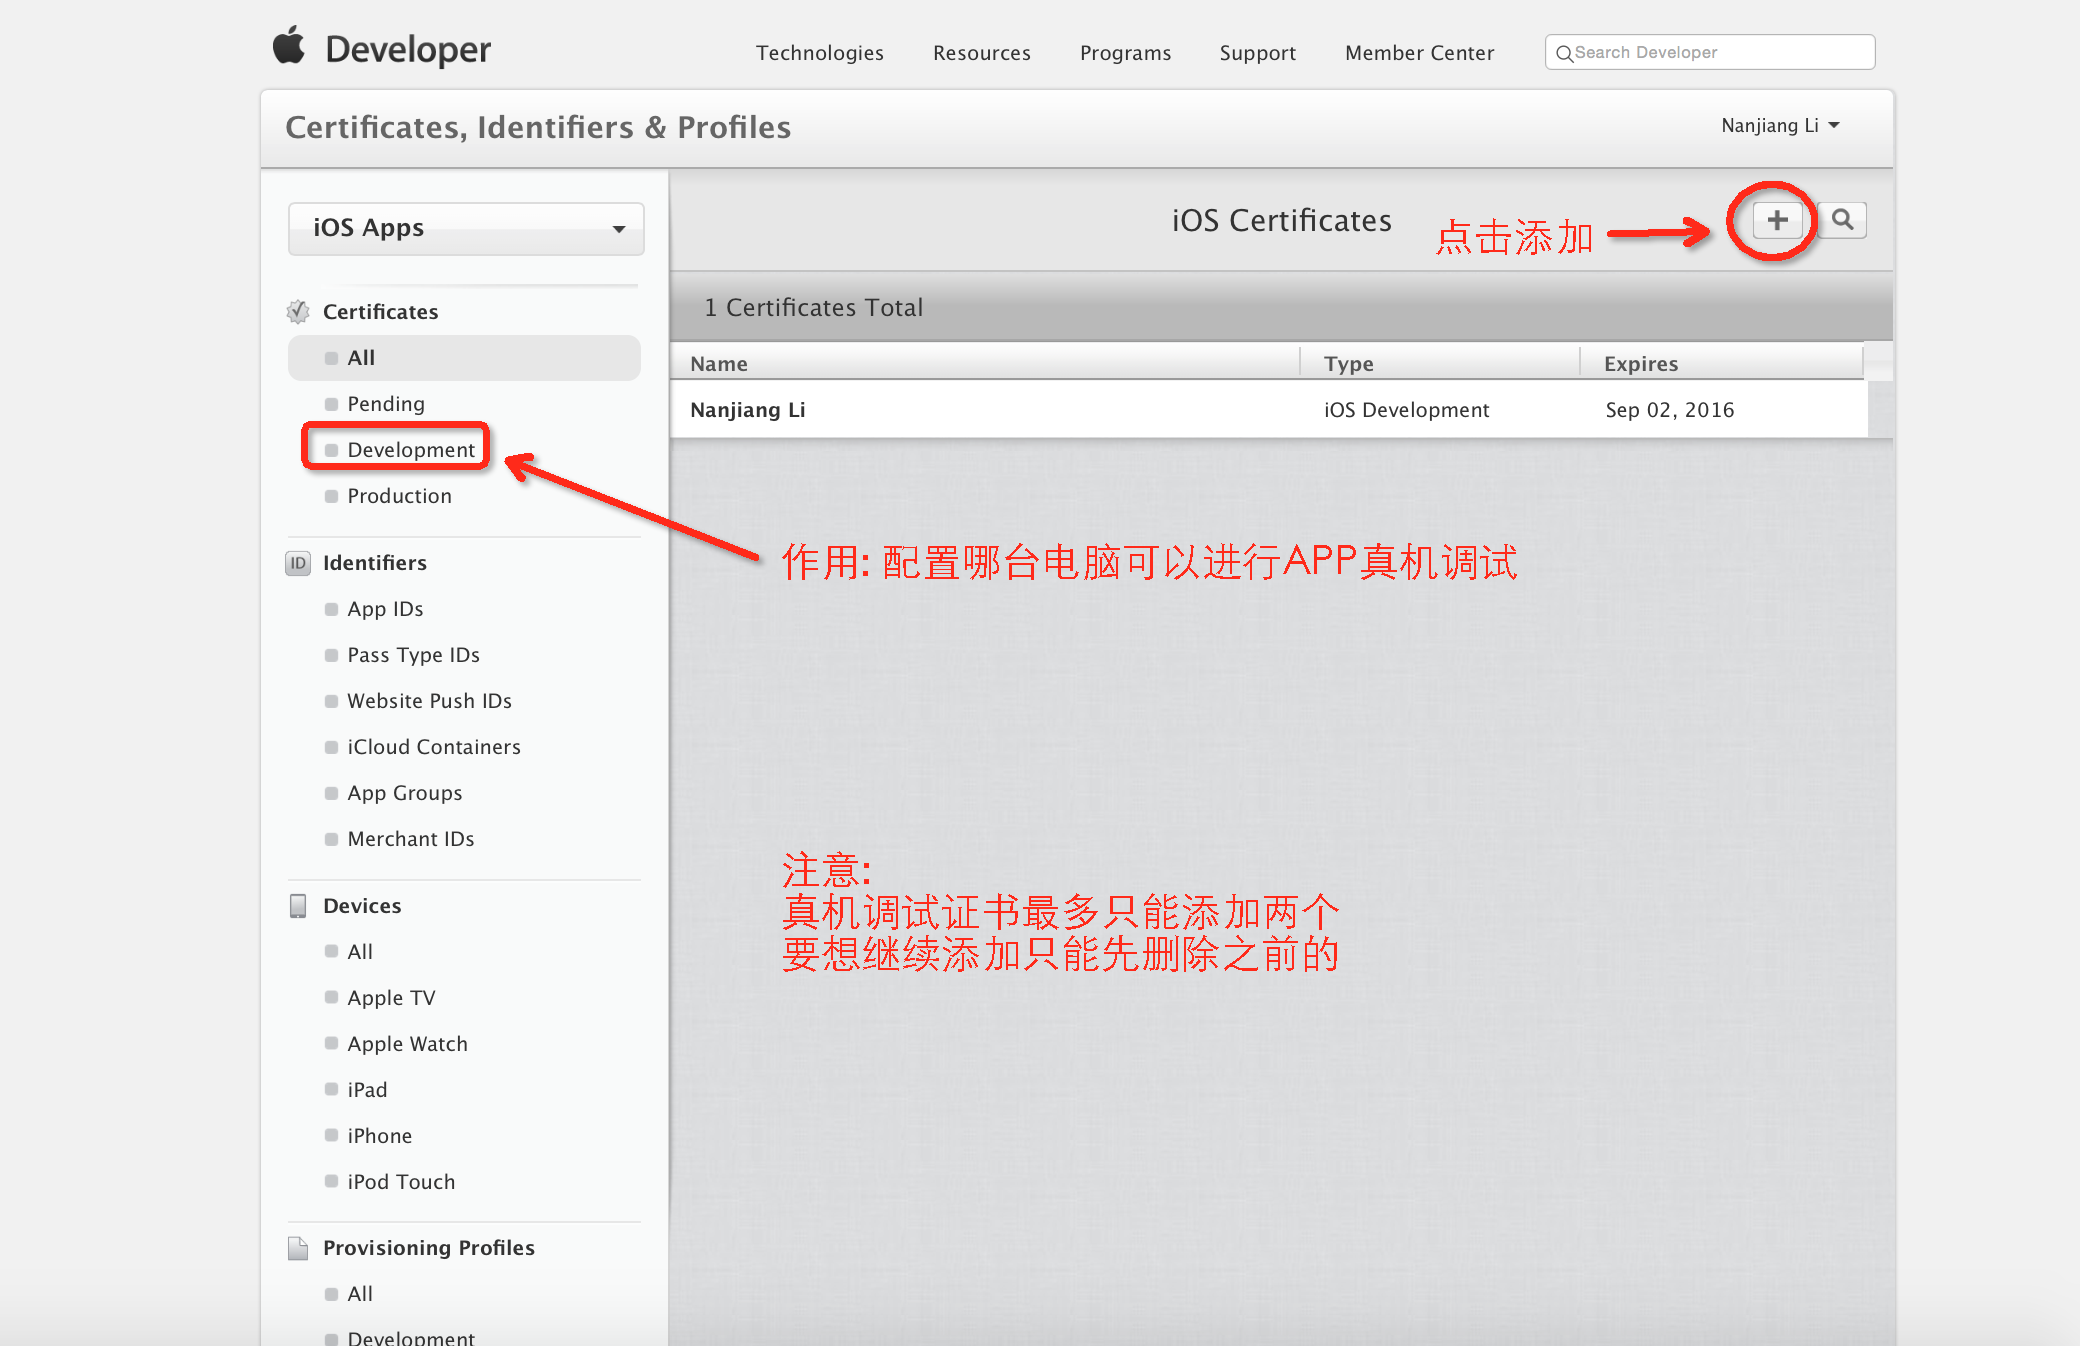 Developer
Technologies
Resources
Programs
Support
Member Center
Search Developer
Certificates, Identifiers & Profiles
Nanjiang Li
iOS Apps
Certificates
All
Pending
Development
Production
Identifiers
ID
App IDs
Pass Type IDs
Website Push IDs
iCloud Containers
App Groups
Merchant IDs
Devices
All
Apple TV
Apple Watch
iPad
iPhone
iPod Touch
Provisioning Profiles
All
Development
iOS Certificates
点击添加
1 Certificates Total
Name Type Expires
Nanjiang Li iOS Development Sep 02, 2016
作用: 配置哪台电脑可以进行APP真机调试
注意:
真机调试证书最多只能添加两个
要想继续添加只能先删除之前的